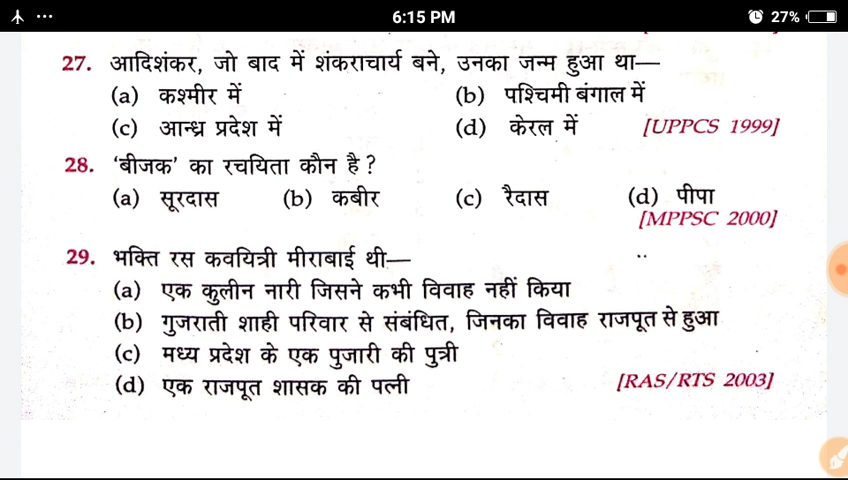 6:15 PM
27%
27. आदिशंकर, जो बाद में शंकराचार्य बने, उनका जन्म हुआ था—
(a) कश्मीर में (b) पश्चिमी बंगाल में
(c) आन्ध्र प्रदेश में (d) केरल में [UPPCS 1999]
28. 'बीजक' का रचयिता कौन है ?
(a) सूरदास (b) कबीर (c) रैदास (d) पीपा
[MPPSC 2000]
29. भक्ति रस कवयित्री मीराबाई थी—
(a) एक कुलीन नारी जिसने कभी विवाह नहीं किया
(b) गुजराती शाही परिवार से संबंधित, जिनका विवाह राजपूत से हुआ
(c) मध्य प्रदेश के एक पुजारी की पुत्री
(d) एक राजपूत शासक की पत्नी [RAS/RTS 2003]